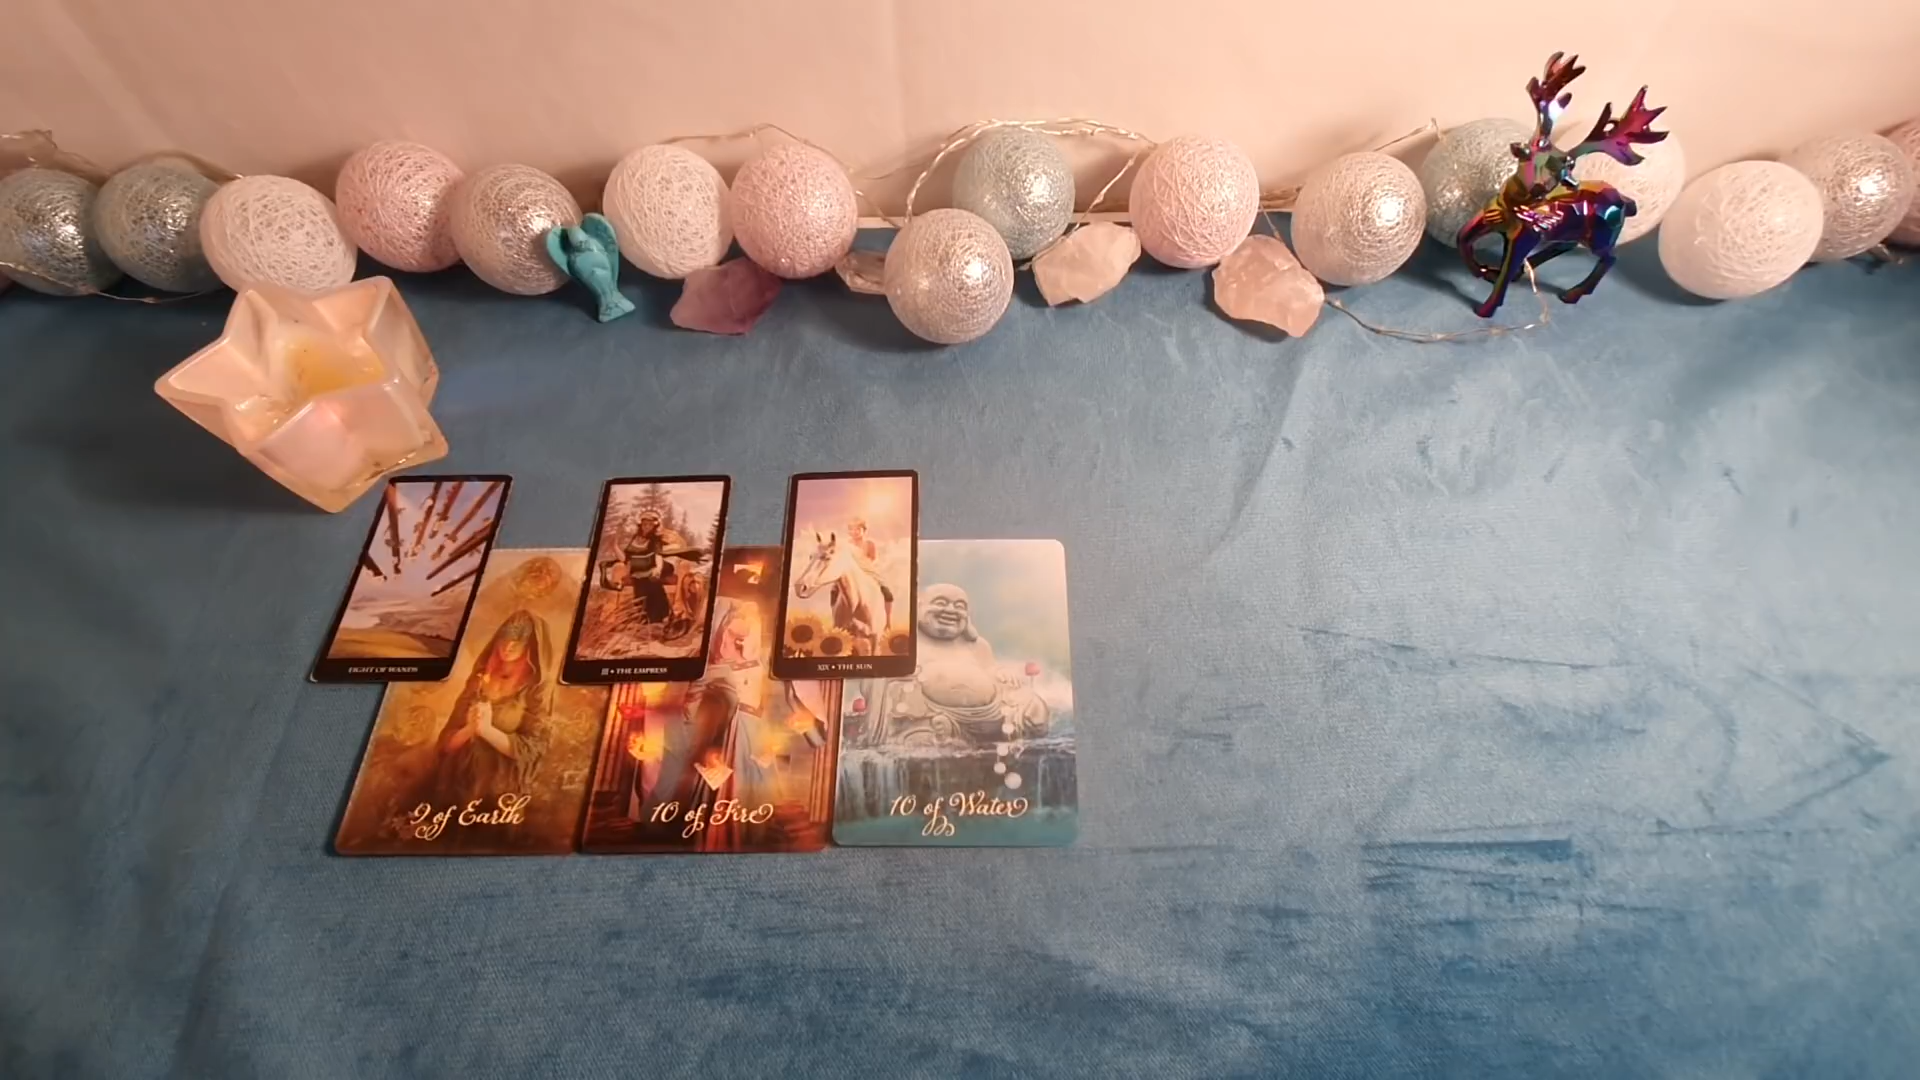 EIGHT OF WANDS
III • THE EMPRESS
XIX • THE SUN
9 of Earth
10 of Fire
10 of Water